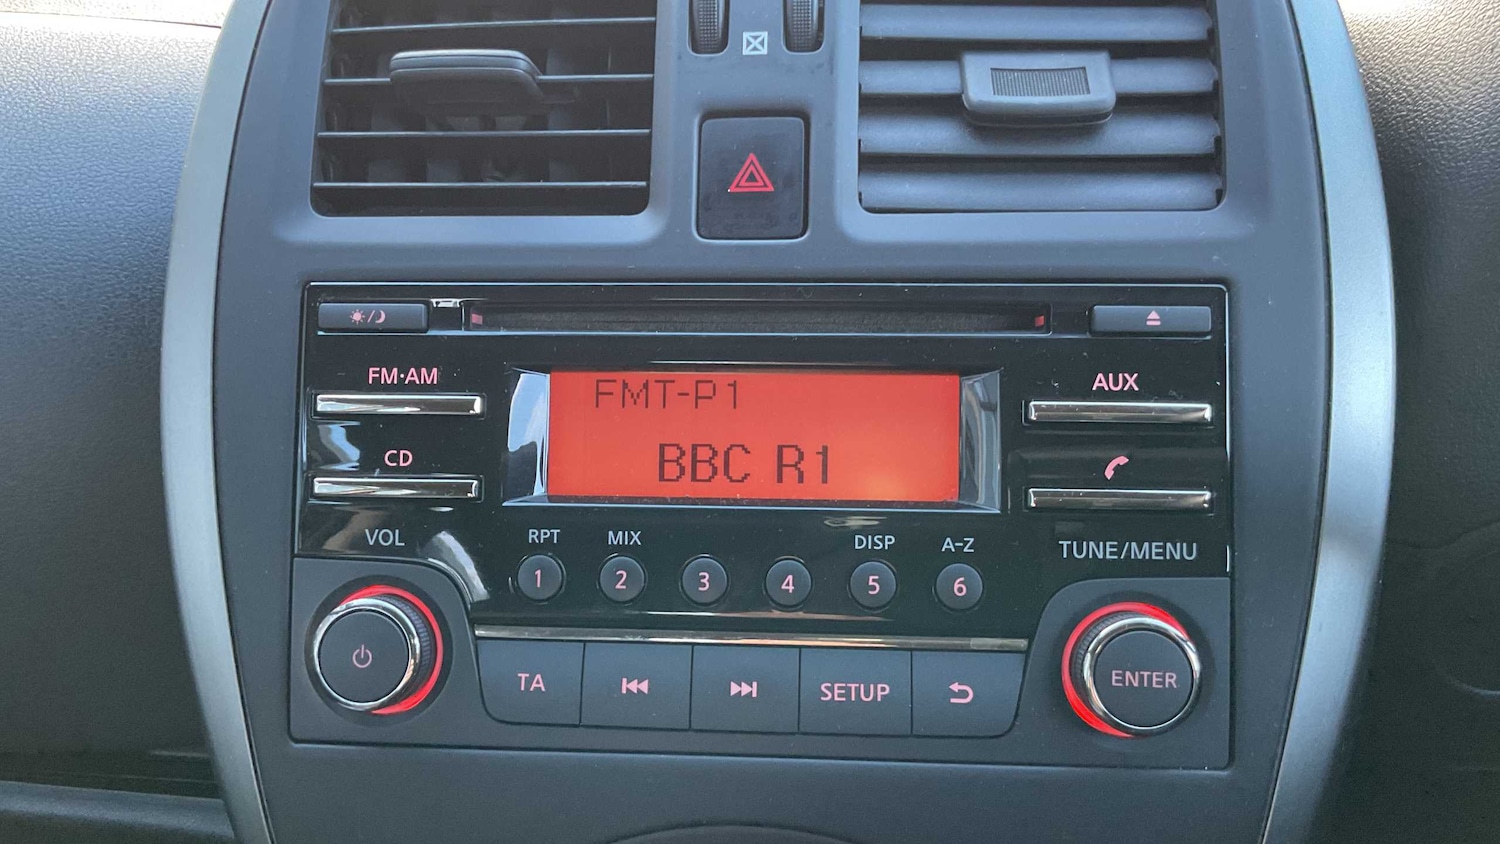 FM·AM
FMT-P1
AUX
BBC R1
CD
VOL
RPT MIX DISP A-Z
TUNE/MENU
1 2 3 4 5 6
TA SETUP
ENTER